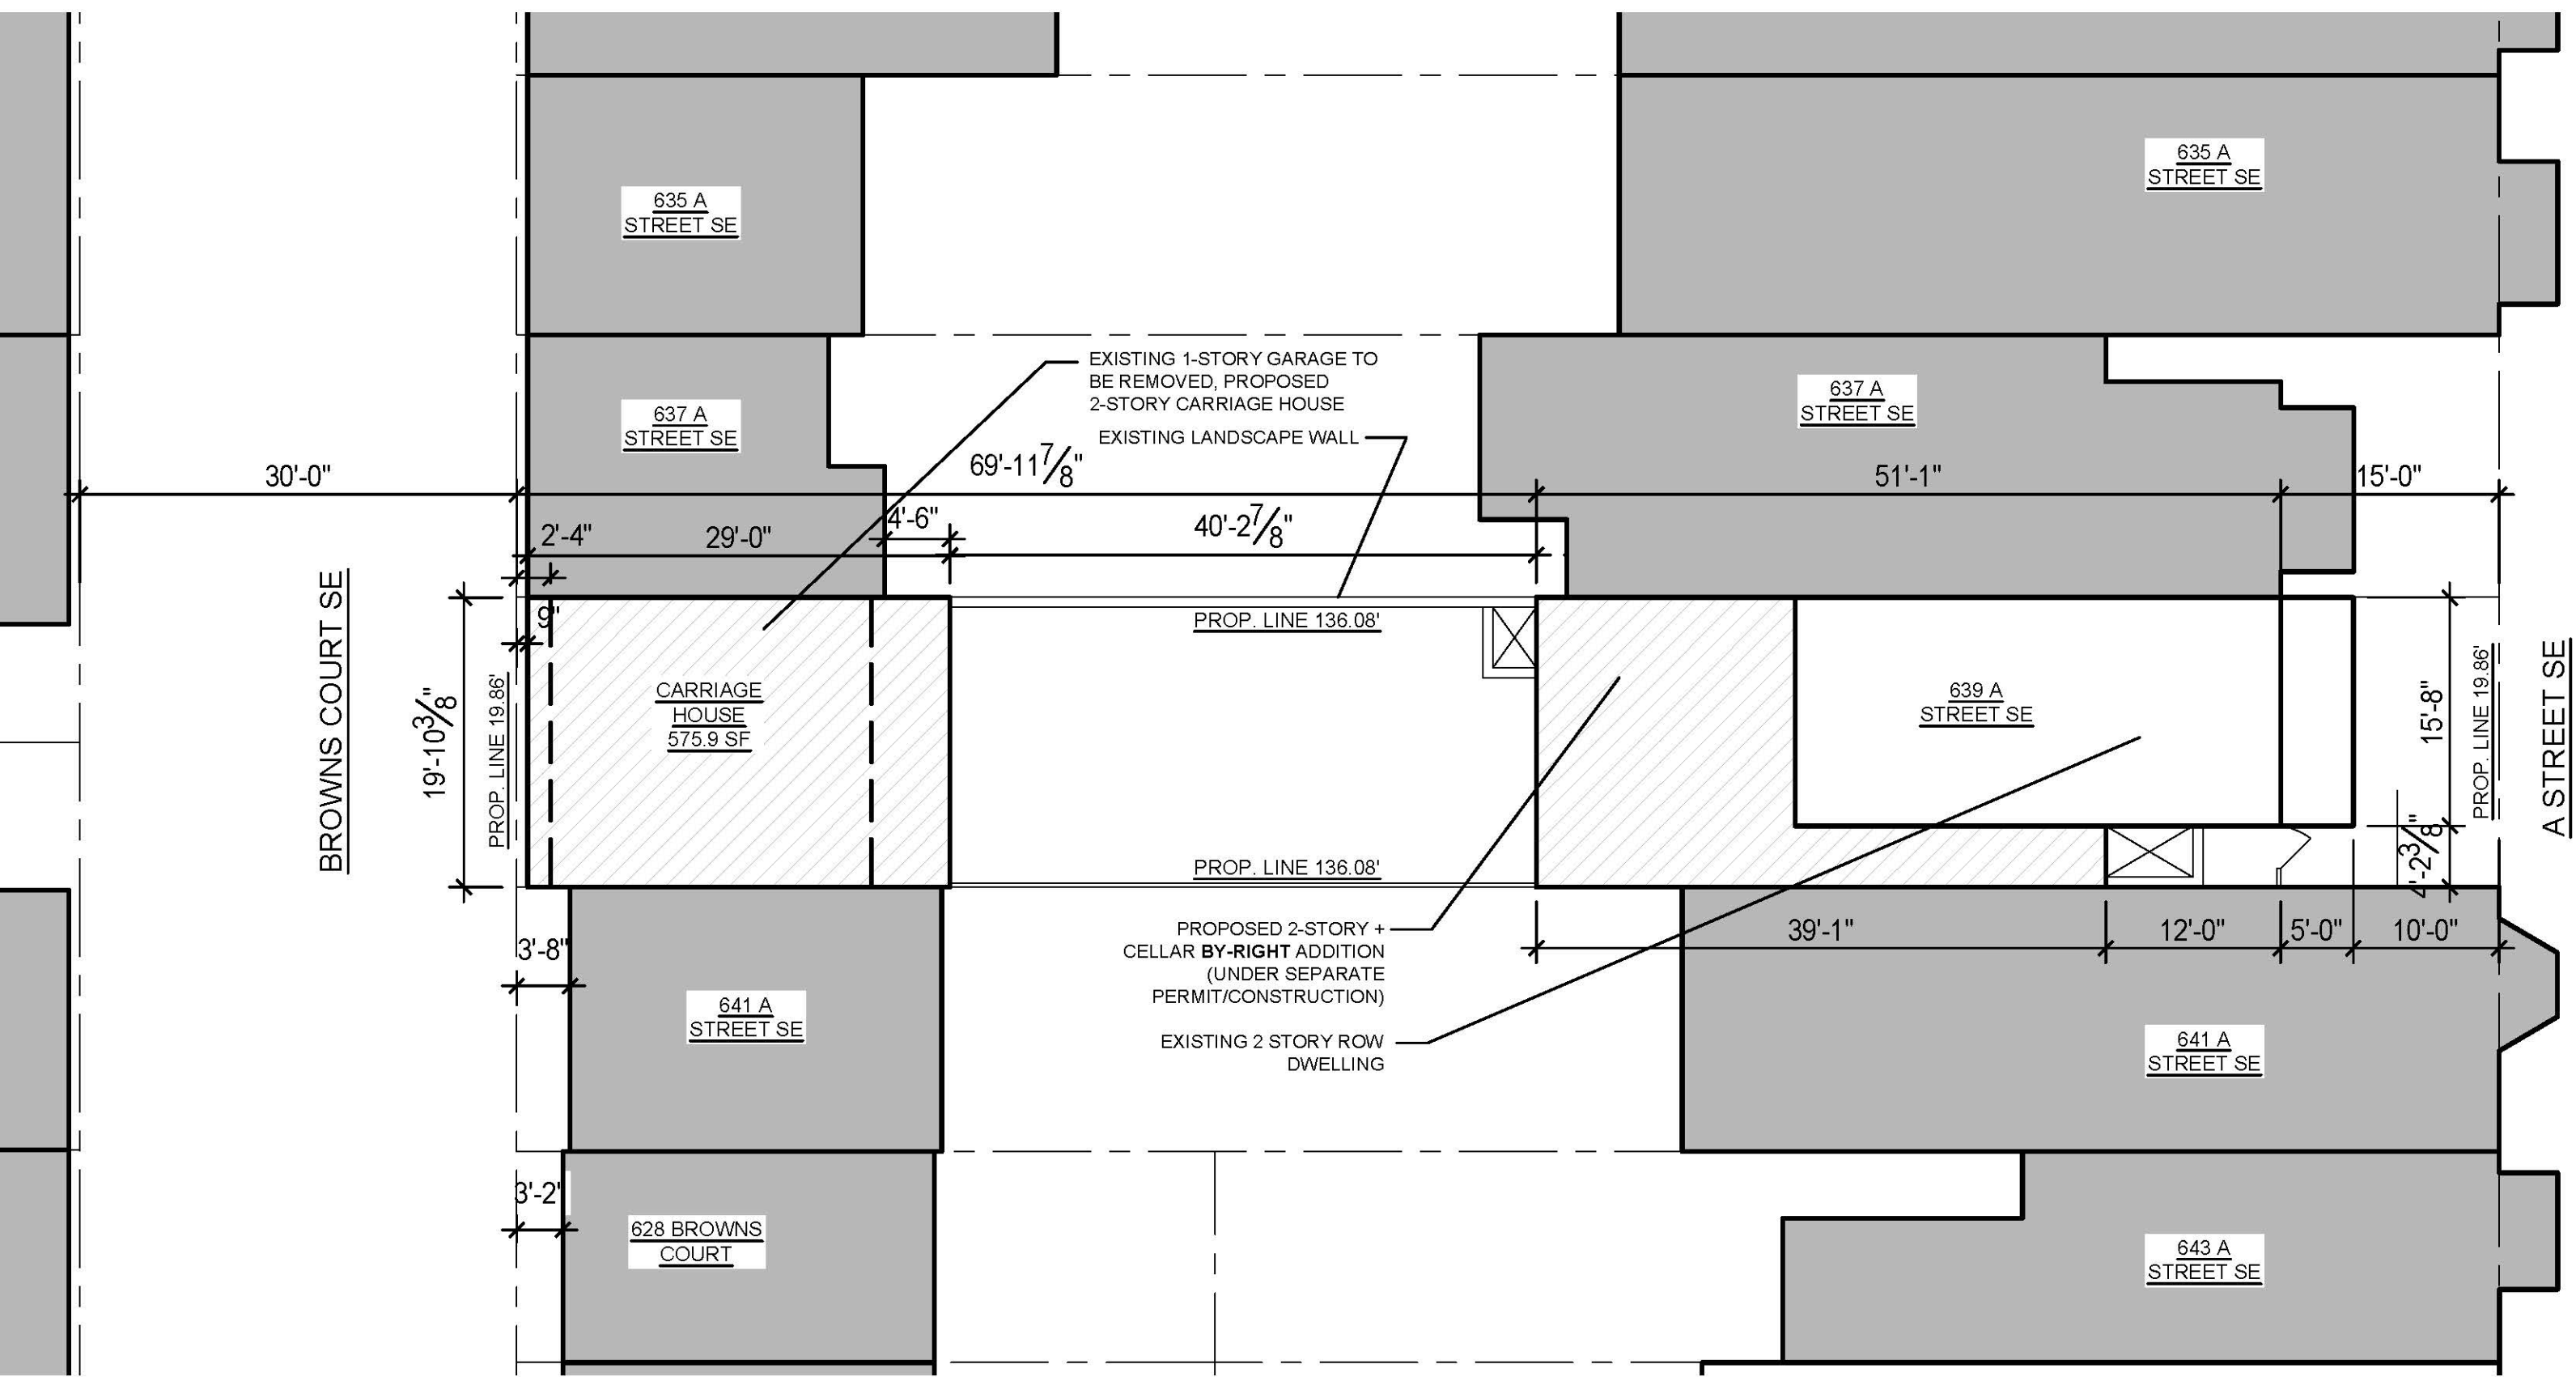 635 A
STREET SE
635 A
STREET SE
EXISTING 1-STORY GARAGE TO
BE REMOVED, PROPOSED
2-STORY CARRIAGE HOUSE
EXISTING LANDSCAPE WALL
637 A
STREET SE
637 A
STREET SE
30'-0"
69'-11 7/8"
51'-1"
15'-0"
2'-4"
29'-0"
4'-6"
40'-2 7/8"
BROWNS COURT SE
9"
PROP. LINE 136.08'
19'-10 3/8"
PROP. LINE 19.86'
CARRIAGE
HOUSE
575.9 SF
639 A
STREET SE
15'-8"
PROP. LINE 19.86'
A STREET SE
4'-2 3/8"
PROP. LINE 136.08'
3'-8"
PROPOSED 2-STORY +
CELLAR BY-RIGHT ADDITION
(UNDER SEPARATE
PERMIT/CONSTRUCTION)
39'-1"
12'-0"
5'-0"
10'-0"
641 A
STREET SE
EXISTING 2 STORY ROW
DWELLING
641 A
STREET SE
3'-2"
628 BROWNS
COURT
643 A
STREET SE